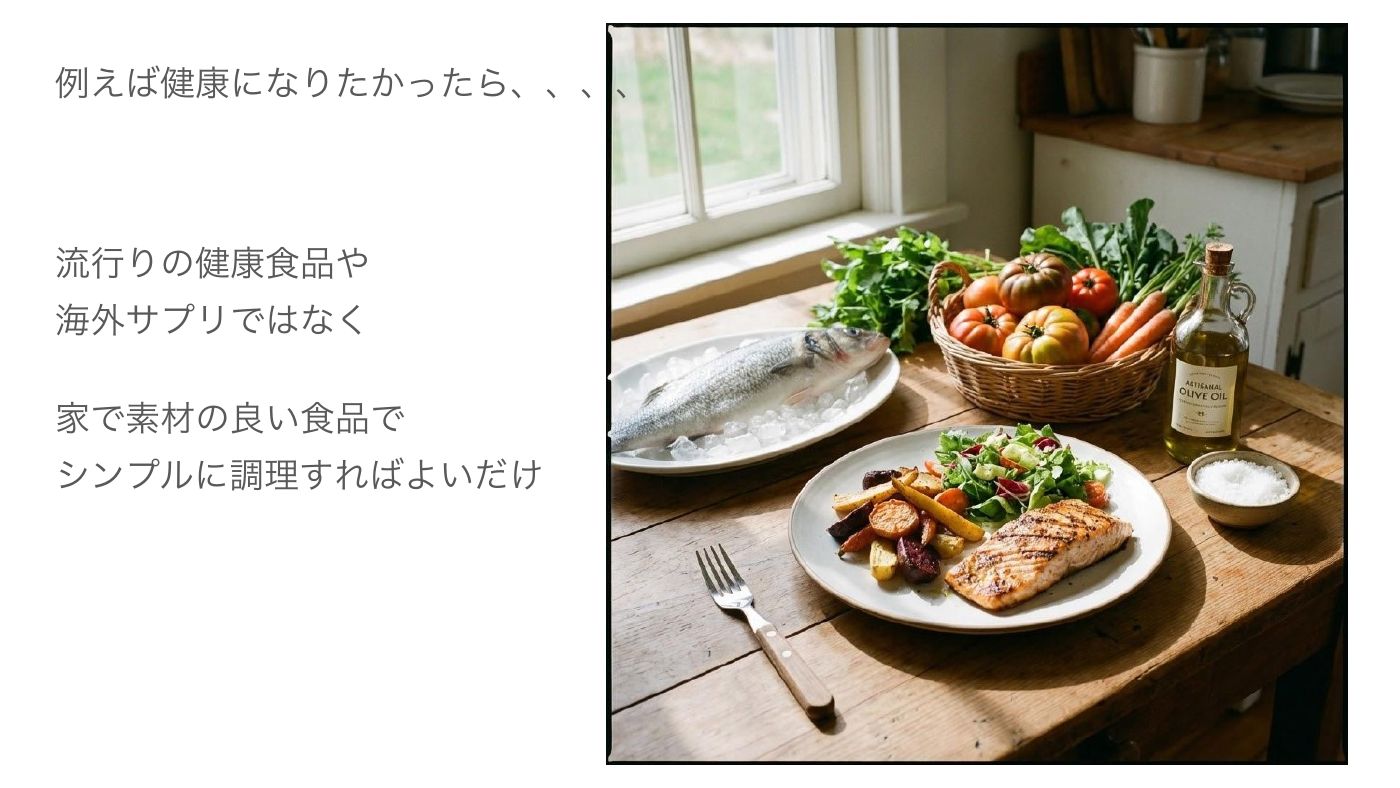 例えば健康になりたかったら、、、、
流行りの健康食品や
海外サプリではなく
家で素材の良い食品で
シンプルに調理すればよいだけ
ARTISANAL
OLIVE OIL